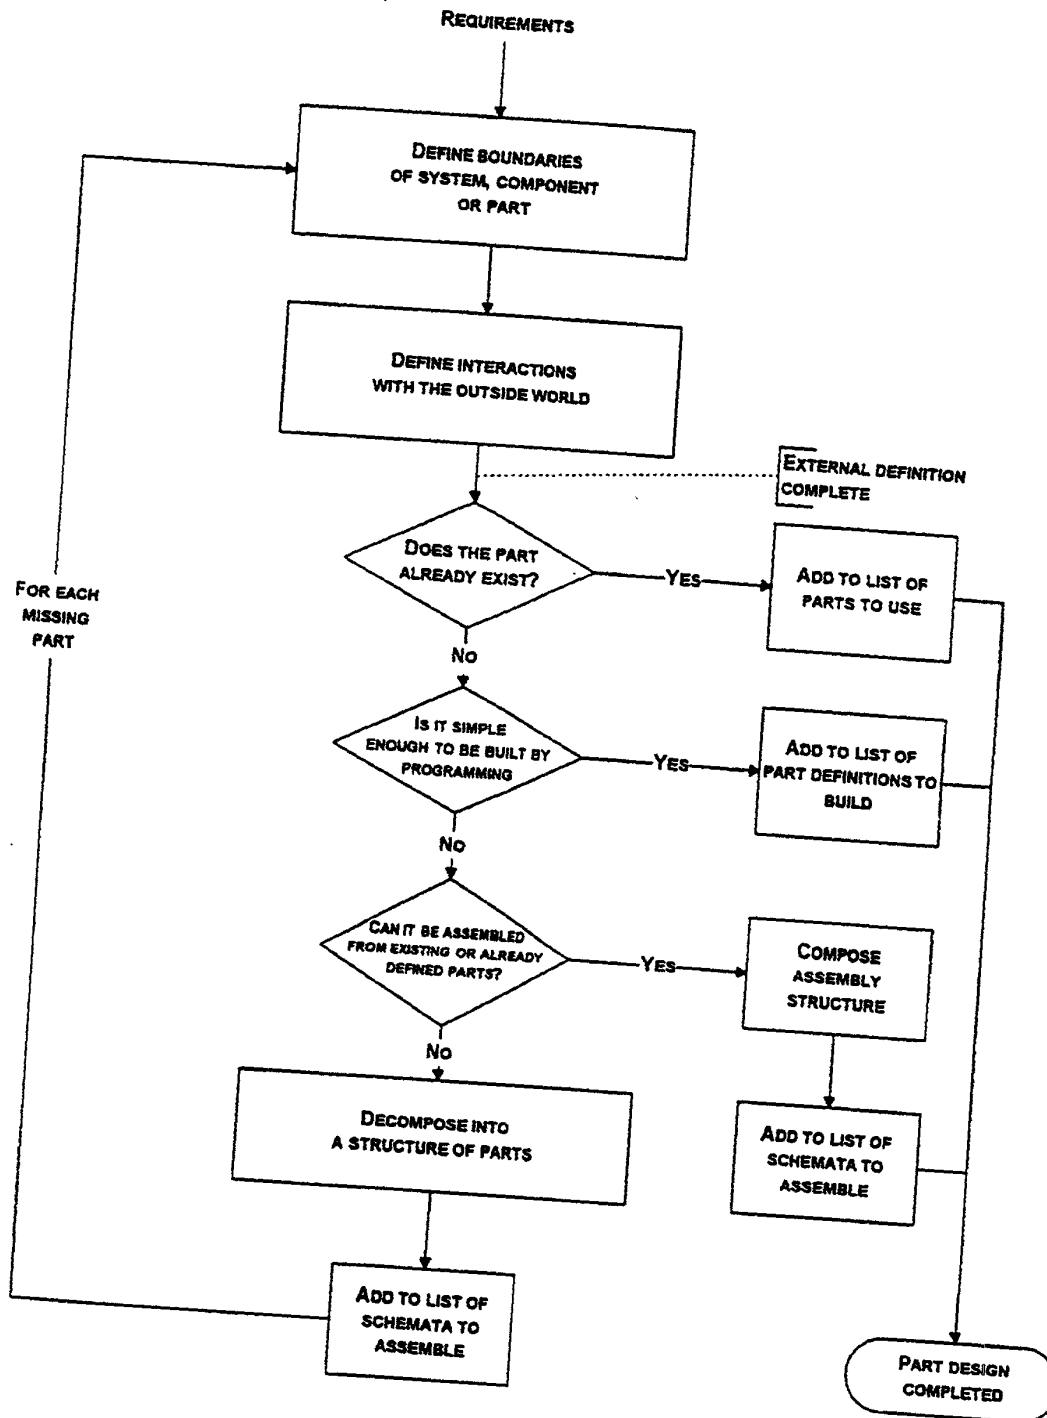 REQUIREMENTS
DEFINE BOUNDARIES
OF SYSTEM, COMPONENT
OR PART
DEFINE INTERACTIONS
WITH THE OUTSIDE WORLD
EXTERNAL DEFINITION
COMPLETE
DOES THE PART
ALREADY EXIST?
YES
ADD TO LIST OF
PARTS TO USE
FOR EACH
MISSING
PART
NO
IS IT SIMPLE
ENOUGH TO BE BUILT BY
PROGRAMMING
YES
ADD TO LIST OF
PART DEFINITIONS TO
BUILD
NO
CAN IT BE ASSEMBLED
FROM EXISTING OR ALREADY
DEFINED PARTS?
YES
COMPOSE
ASSEMBLY
STRUCTURE
NO
DECOMPOSE INTO
A STRUCTURE OF PARTS
ADD TO LIST OF
SCHEMATA TO
ASSEMBLE
ADD TO LIST OF
SCHEMATA TO
ASSEMBLE
PART DESIGN
COMPLETED